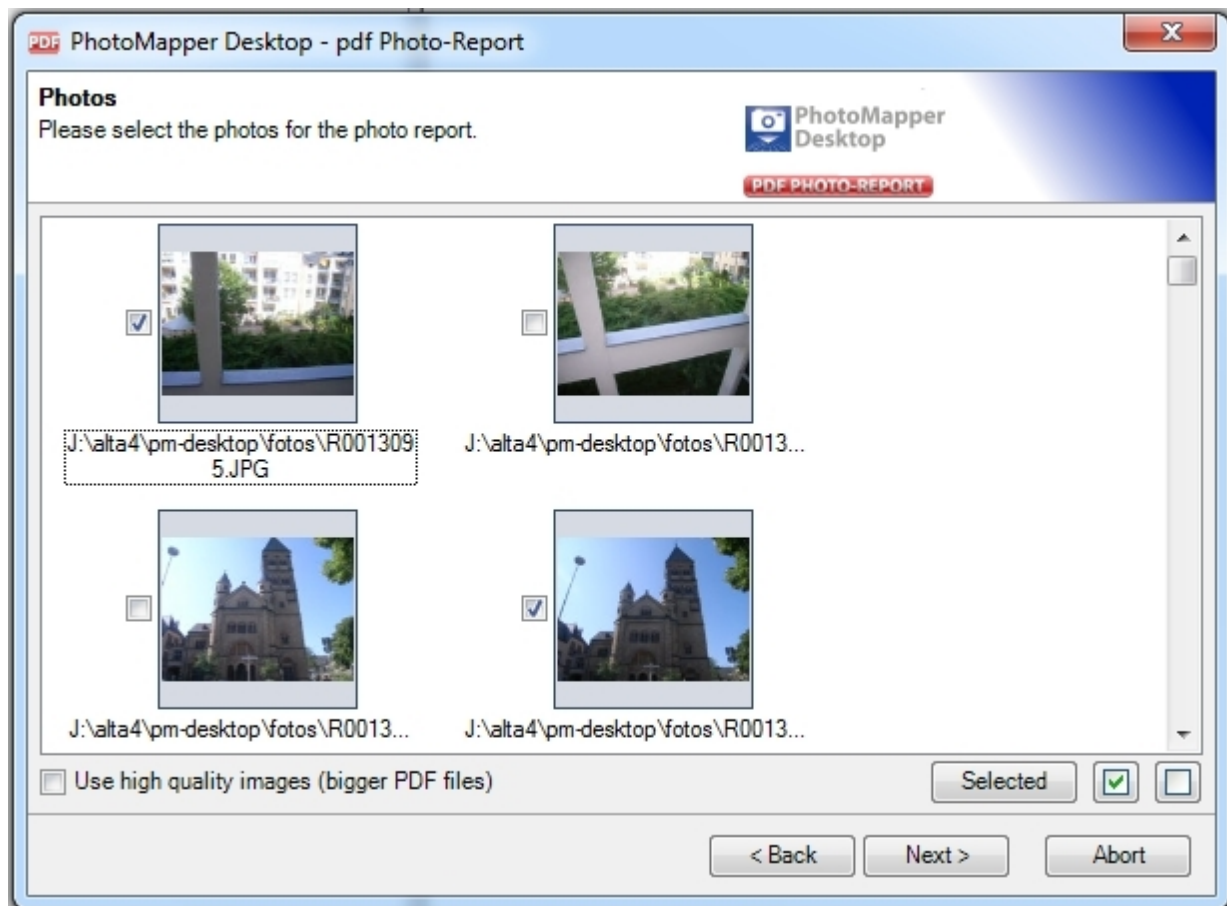 PDF PhotoMapper Desktop - pdf Photo-Report
Photos
Please select the photos for the photo report.
PhotoMapper
Desktop
PDF PHOTO-REPORT
J:\alta4\pm-desktop\fotos\R001309
5.JPG
J:\alta4\pm-desktop\fotos\R0013...
J:\alta4\pm-desktop\fotos\R0013...
J:\alta4\pm-desktop\fotos\R0013...
Use high quality images (bigger PDF files)
Selected
< Back
Next >
Abort